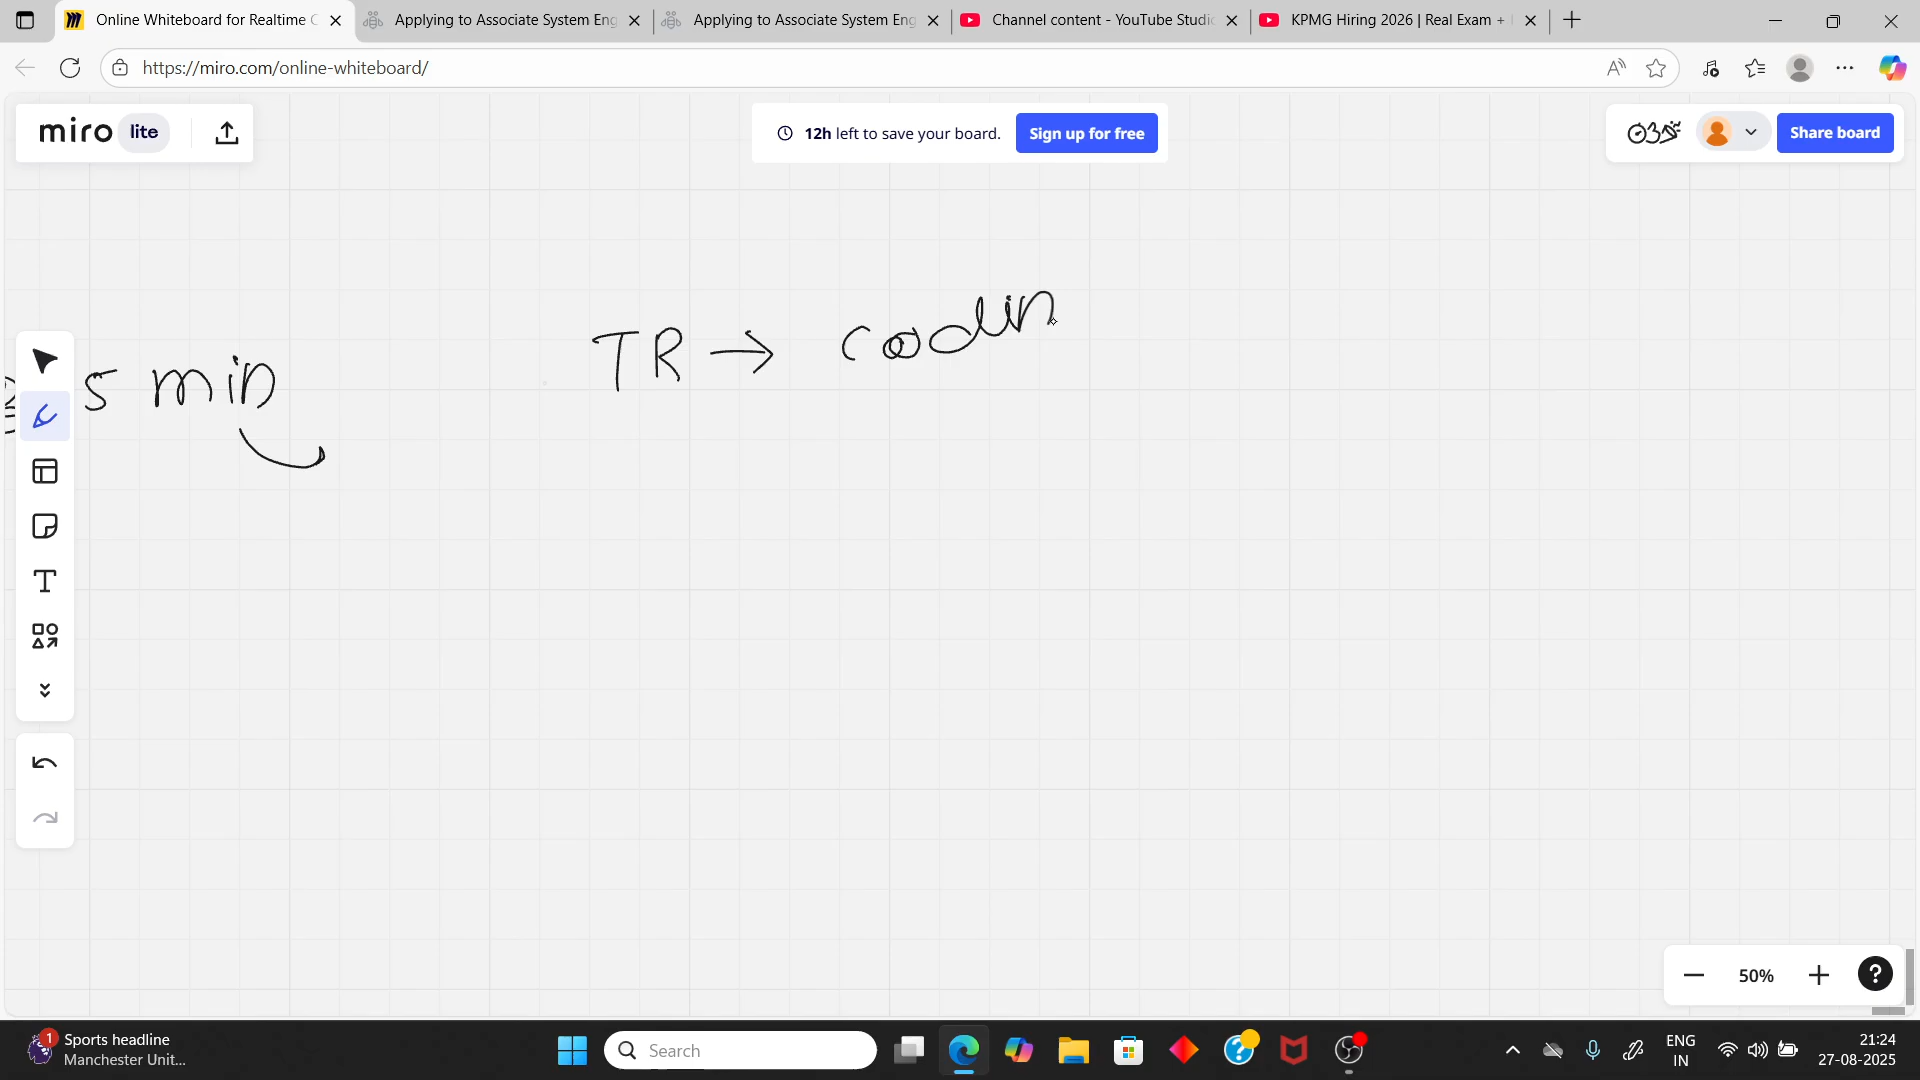 Online Whiteboard for Realtime C
Applying to Associate System Eng
Applying to Associate System Eng
Channel content - YouTube Studio
KPMG Hiring 2026 | Real Exam +
https://miro.com/online-whiteboard/
miro lite
12h left to save your board.
Sign up for free
Share board
TR → codin
5 min
50%
1
Sports headline
Manchester Unit...
Search
ENG
IN
21:24
27-08-2025